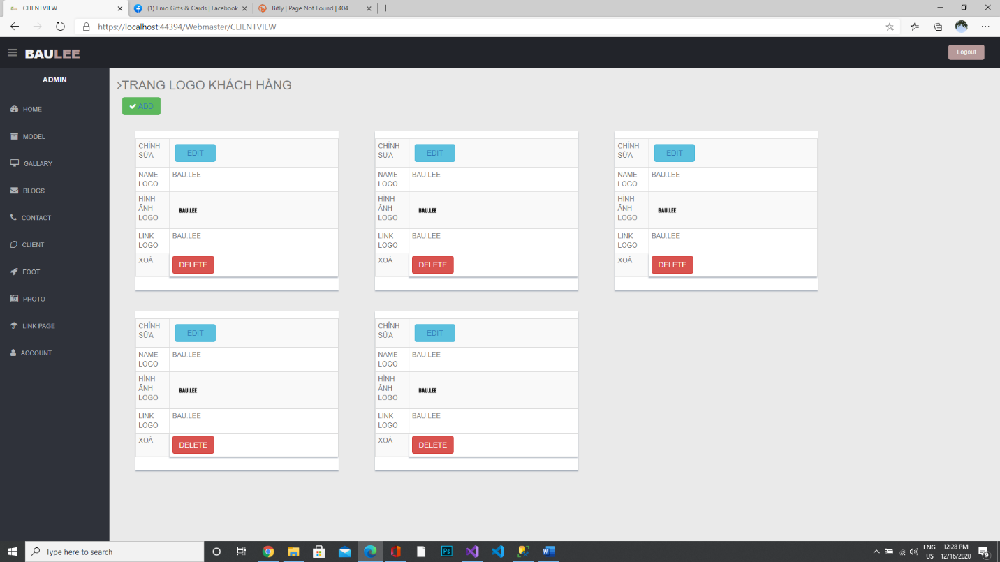 CLIENTVIEW
(1) Emo Gifts & Cards | Facebook
Bitly | Page Not Found | 404
https://localhost:44394/Webmaster/CLIENTVIEW
BAULEE
Logout
ADMIN
HOME
MODEL
GALLARY
BLOGS
CONTACT
CLIENT
FOOT
PHOTO
LINK PAGE
ACCOUNT
>TRANG LOGO KHÁCH HÀNG
ADD
CHỈNH SỬA
EDIT
NAME LOGO
BAU.LEE
HÌNH ẢNH LOGO
BAU.LEE
LINK LOGO
BAU.LEE
XOÁ
DELETE
CHỈNH SỬA
EDIT
NAME LOGO
BAU.LEE
HÌNH ẢNH LOGO
BAU.LEE
LINK LOGO
BAU.LEE
XOÁ
DELETE
CHỈNH SỬA
EDIT
NAME LOGO
BAU.LEE
HÌNH ẢNH LOGO
BAU.LEE
LINK LOGO
BAU.LEE
XOÁ
DELETE
CHỈNH SỬA
EDIT
NAME LOGO
BAU.LEE
HÌNH ẢNH LOGO
BAU.LEE
LINK LOGO
BAU.LEE
XOÁ
DELETE
CHỈNH SỬA
EDIT
NAME LOGO
BAU.LEE
HÌNH ẢNH LOGO
BAU.LEE
LINK LOGO
BAU.LEE
XOÁ
DELETE
Type here to search
Ps
ENG
US
12:28 PM
12/16/2020
9